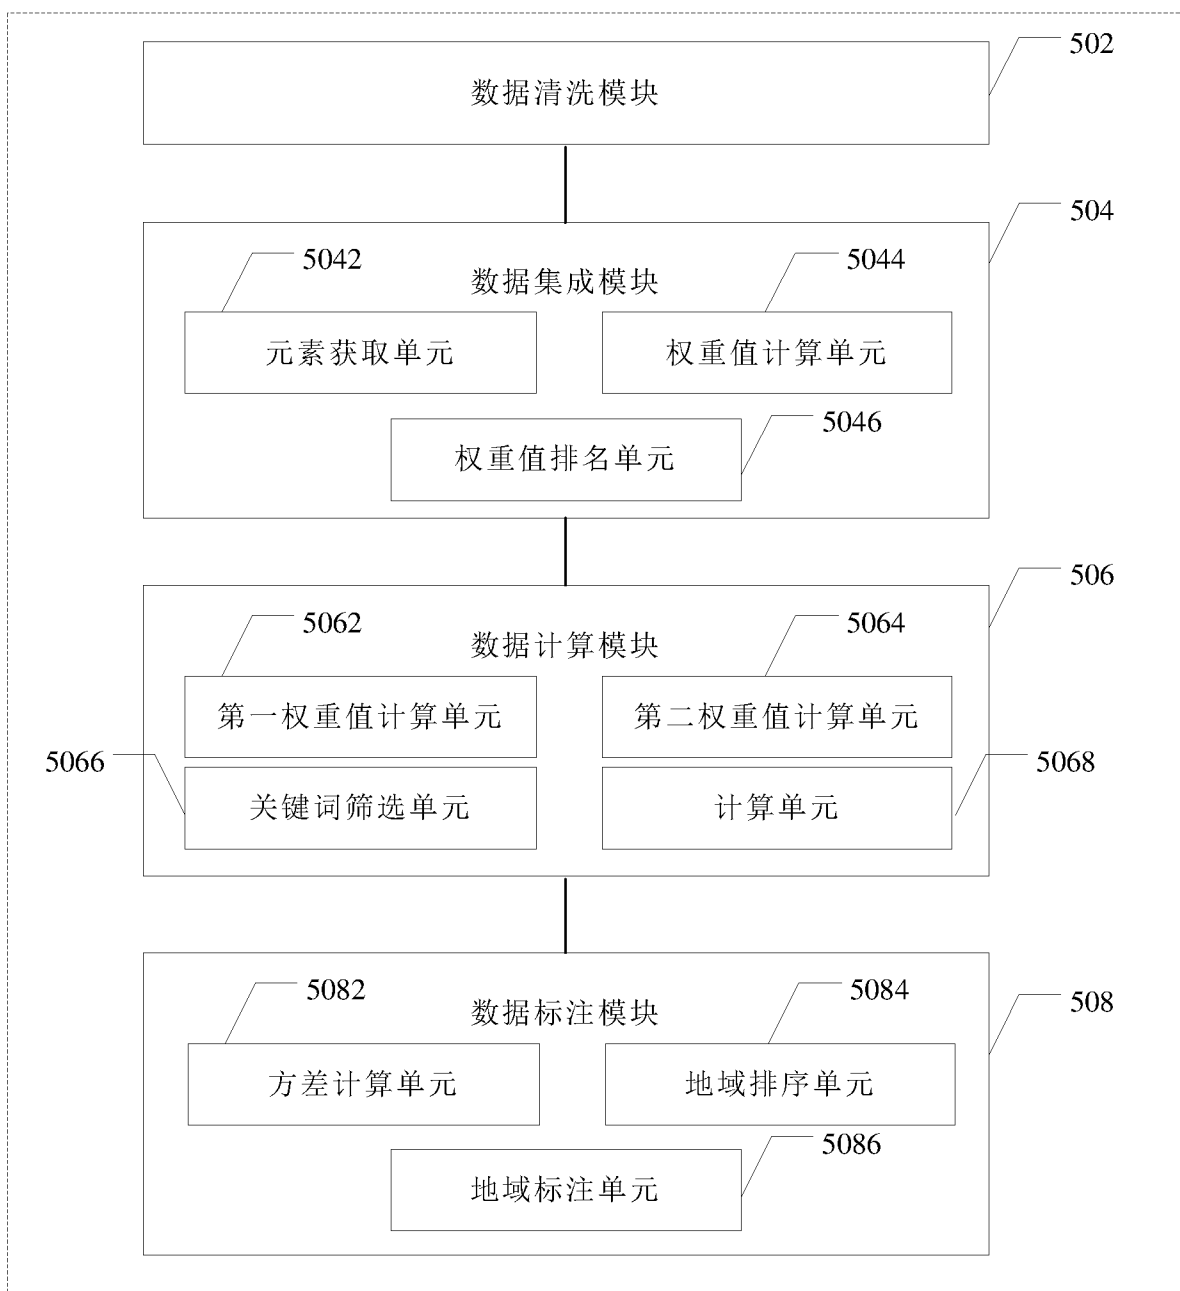 502
数据清洗模块
504
5042
5044
数据集成模块
元素获取单元
权重值计算单元
5046
权重值排名单元
506
5062
5064
数据计算模块
第一权重值计算单元
第二权重值计算单元
5066
5068
关键词筛选单元
计算单元
5082
5084
508
数据标注模块
方差计算单元
地域排序单元
5086
地域标注单元